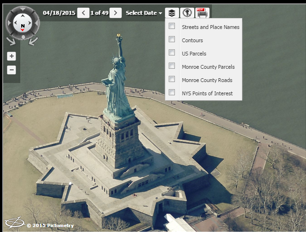 04/18/2015 < 1 of 49 > Select Date
Streets and Place Names
Contours
US Parcels
Monroe County Parcels
Monroe County Roads
NYS Points of Interest
N
+
−
© 2012 Pictometry